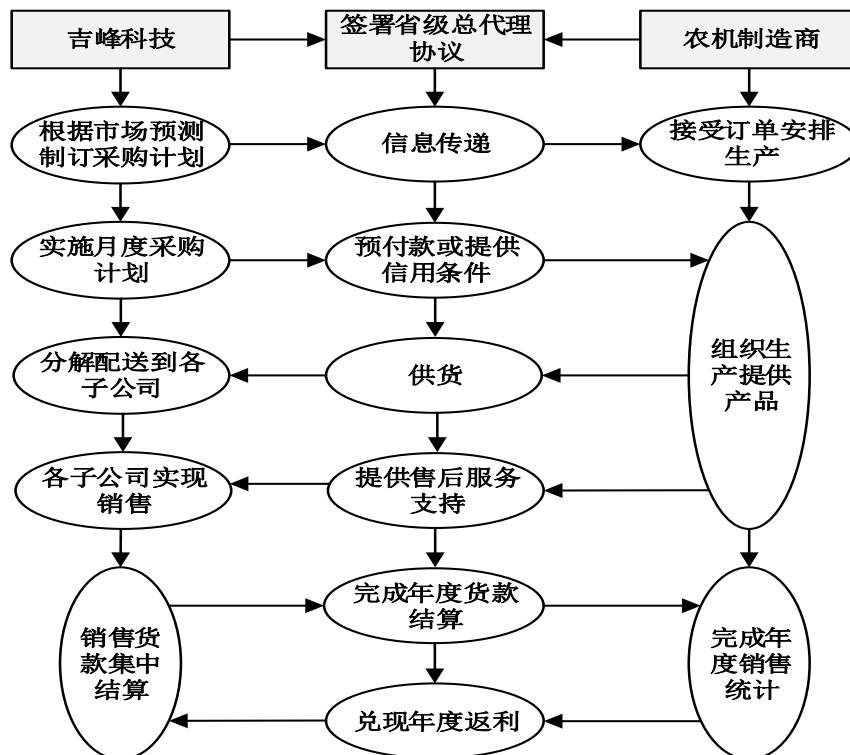 吉峰科技
签署省级总代理
协议
农机制造商
根据市场预测
制订采购计划
信息传递
接受订单安排
生产
实施月度采购
计划
预付款或提供
信用条件
组织生
产提供
产品
分解配送到各
子公司
供货
各子公司实现
销售
提供售后服务
支持
销售货
款集中
结算
完成年度货款
结算
完成年
度销售
统计
兑现年度返利